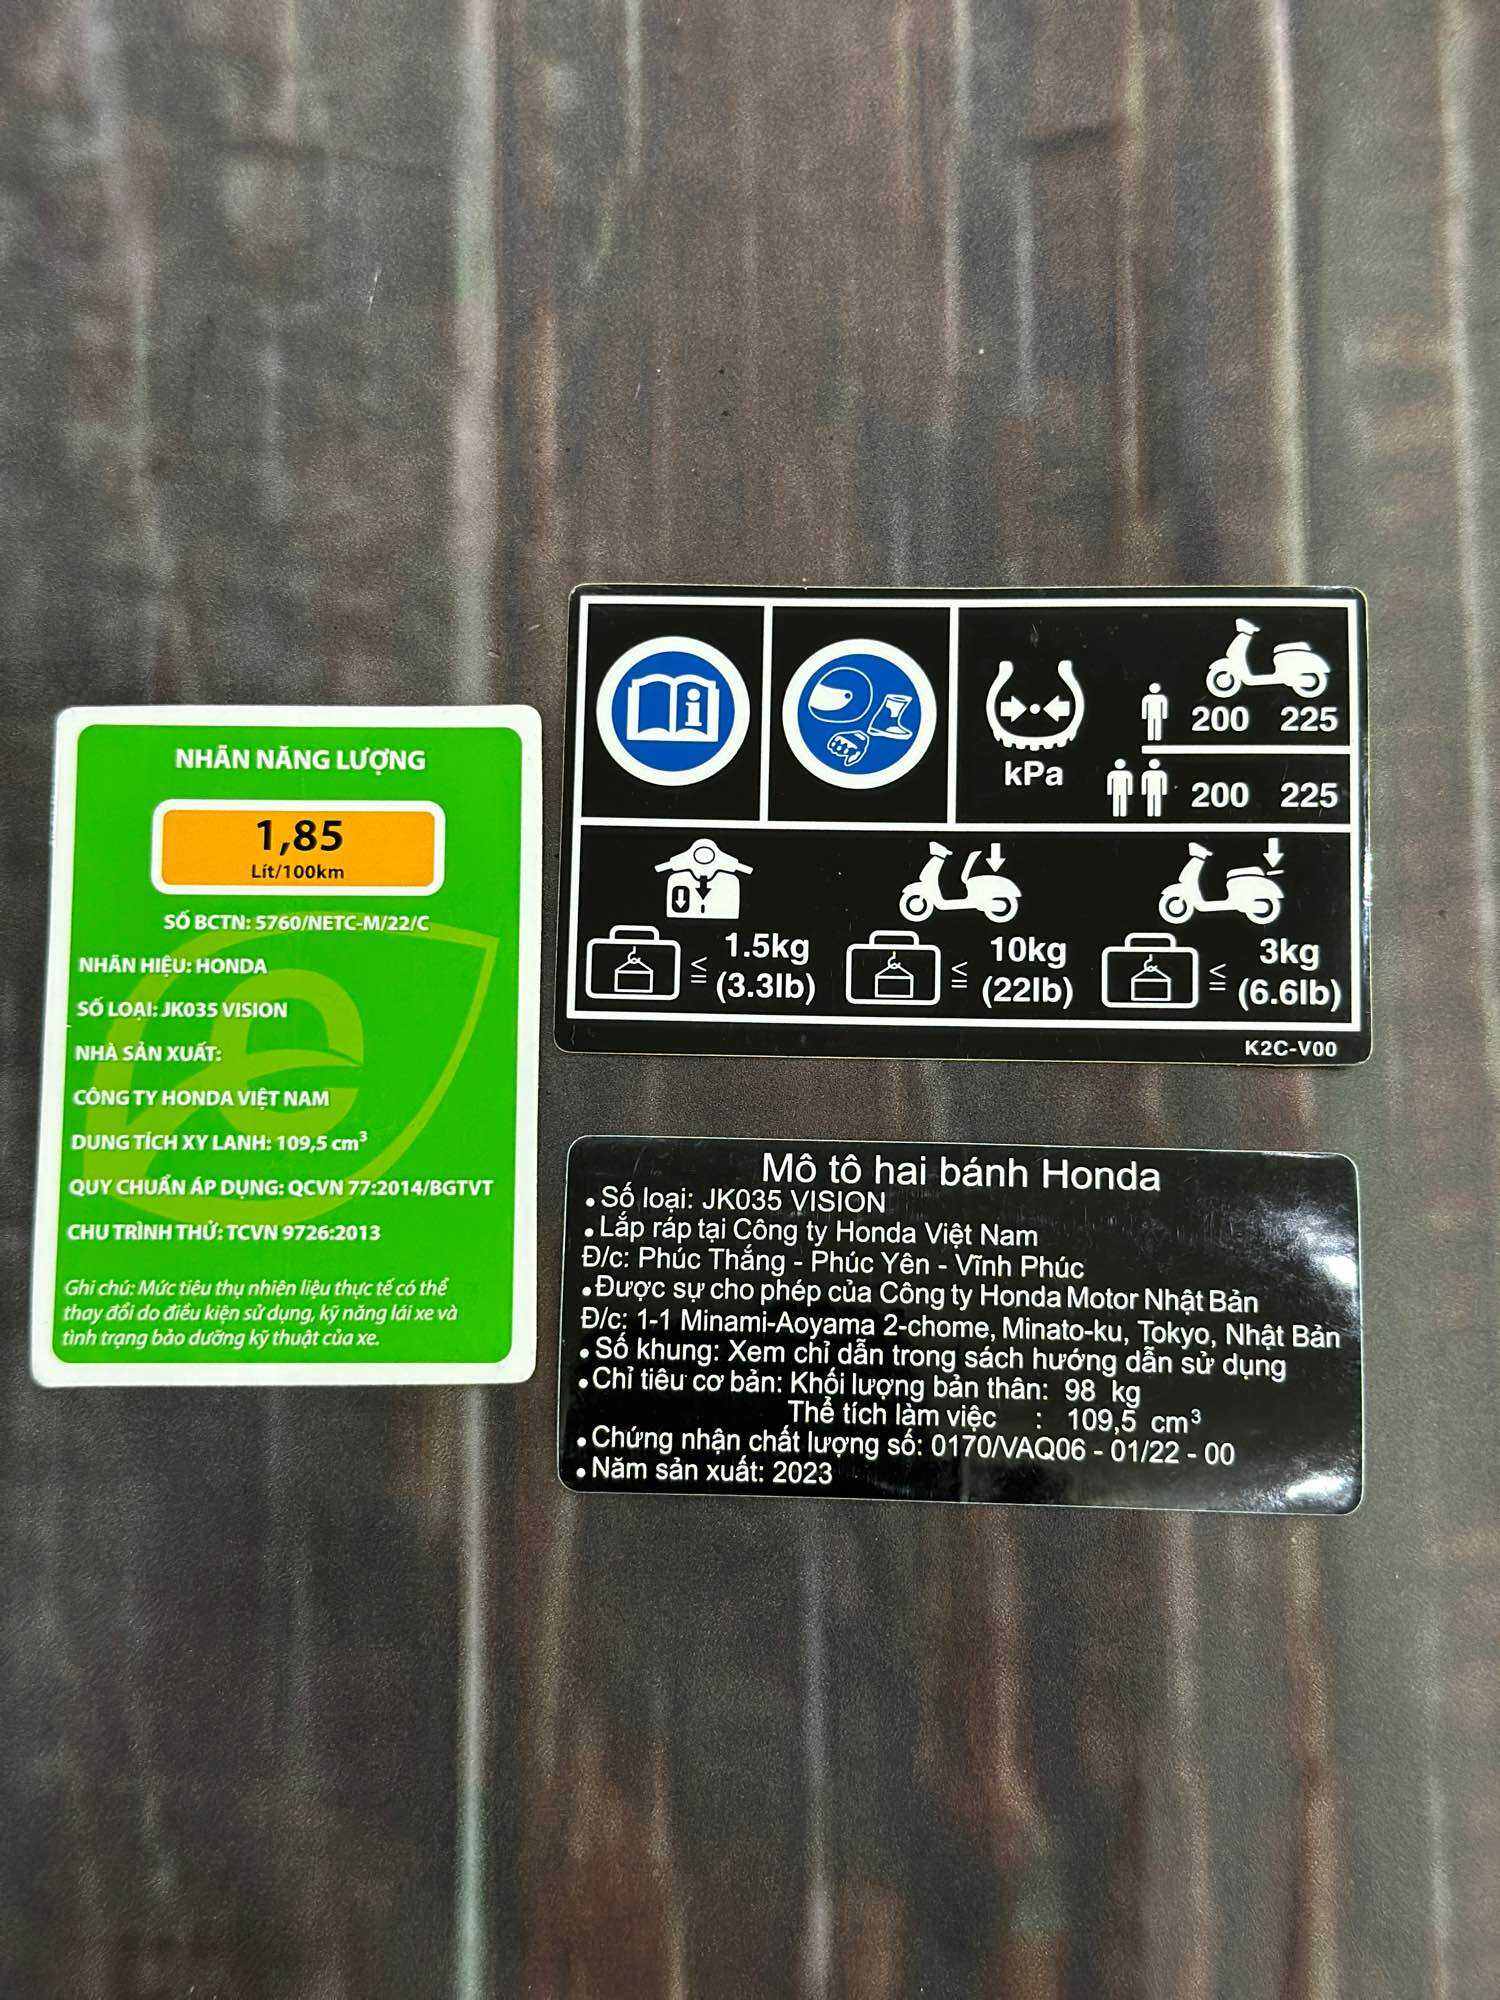 NHÃN NĂNG LƯỢNG
1,85
Lít/100km
SỐ BCTN: 5760/NETC-M/22/C
NHÃN HIỆU: HONDA
SỐ LOẠI: JK035 VISION
NHÀ SẢN XUẤT:
CÔNG TY HONDA VIỆT NAM
DUNG TÍCH XY LANH: 109,5 cm³
QUY CHUẨN ÁP DỤNG: QCVN 77:2014/BGTVT
CHU TRÌNH THỬ: TCVN 9726:2013
Ghi chú: Mức tiêu thụ nhiên liệu thực tế có thể
thay đổi do điều kiện sử dụng, kỹ năng lái xe và
tình trạng bảo dưỡng kỹ thuật của xe.
kPa
200 225
200 225
≤ 1.5kg
(3.3lb)
≤ 10kg
(22lb)
≤ 3kg
(6.6lb)
K2C-V00
Mô tô hai bánh Honda
• Số loại: JK035 VISION
• Lắp ráp tại Công ty Honda Việt Nam
Đ/c: Phúc Thắng - Phúc Yên - Vĩnh Phúc
• Được sự cho phép của Công ty Honda Motor Nhật Bản
Đ/c: 1-1 Minami-Aoyama 2-chome, Minato-ku, Tokyo, Nhật Bản
• Số khung: Xem chỉ dẫn trong sách hướng dẫn sử dụng
• Chỉ tiêu cơ bản: Khối lượng bản thân: 98 kg
Thể tích làm việc : 109,5 cm³
• Chứng nhận chất lượng số: 0170/VAQ06 - 01/22 - 00
• Năm sản xuất: 2023